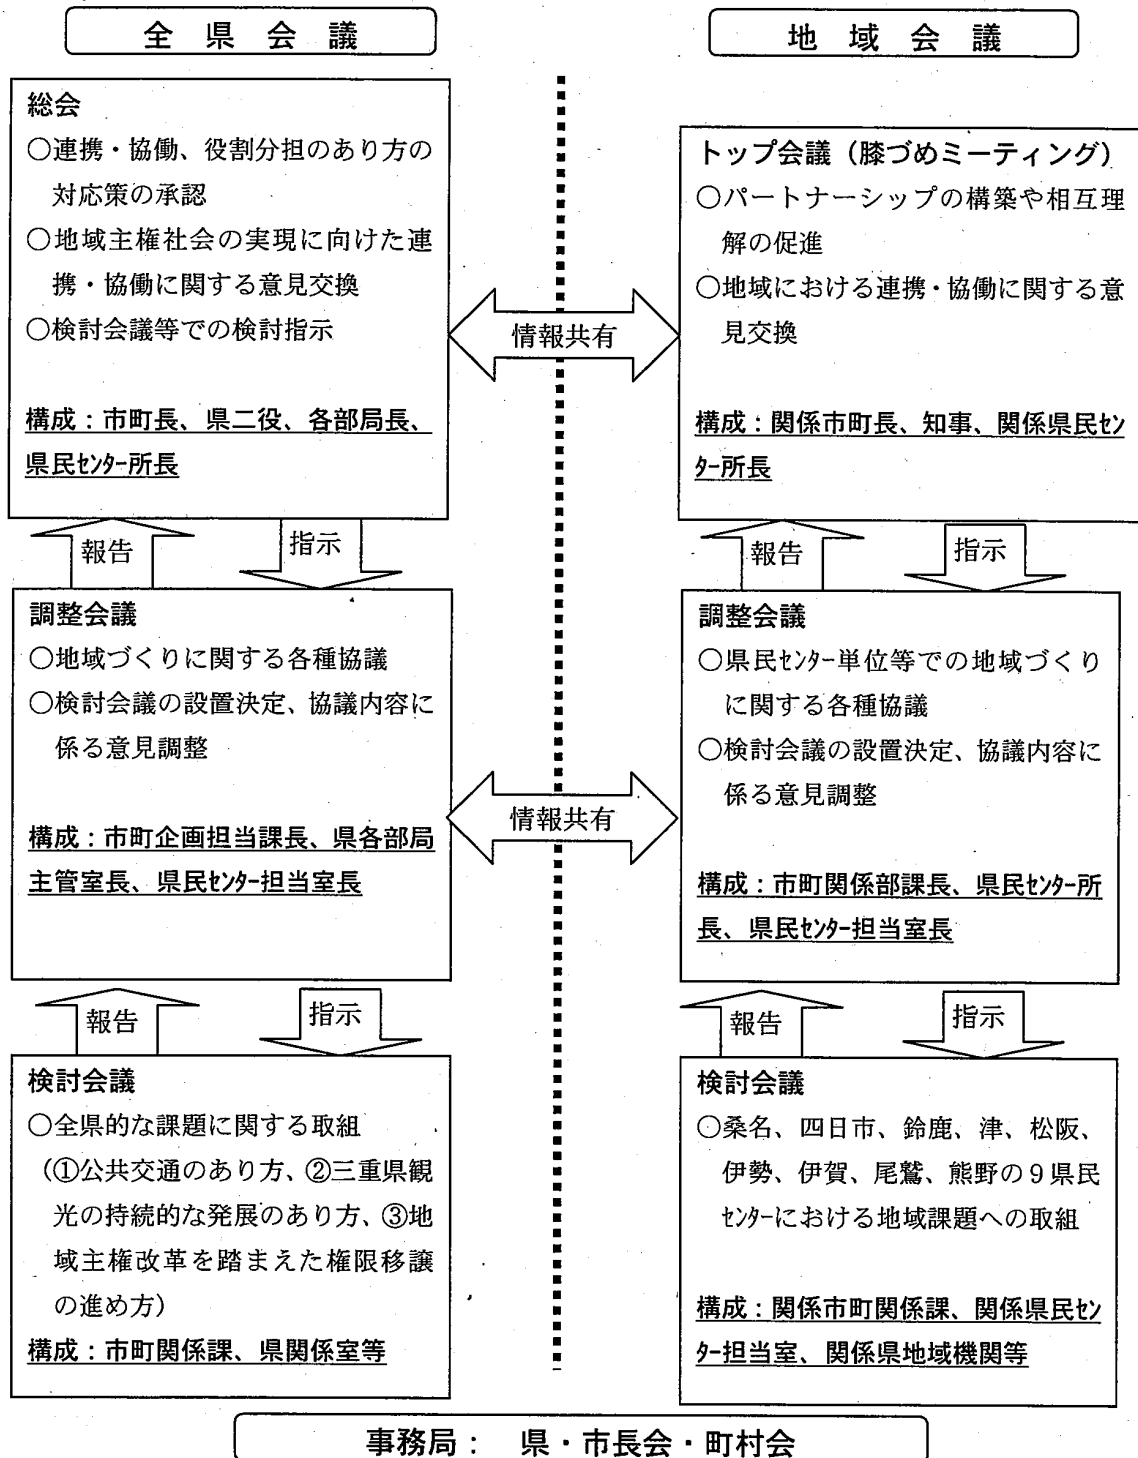 全県会議
総会
○連携・協働、役割分担のあり方の
対応策の承認
○地域主権社会の実現に向けた連
携・協働に関する意見交換
○検討会議等での検討指示
構成：市町長、県二役、各部局長、
県民ｾﾝﾀｰ所長
報告
指示
調整会議
○地域づくりに関する各種協議
○検討会議の設置決定、協議内容に
係る意見調整
構成：市町企画担当課長、県各部局
主管室長、県民ｾﾝﾀｰ担当室長
報告
指示
検討会議
○全県的な課題に関する取組
（①公共交通のあり方、②三重県観
光の持続的な発展のあり方、③地
域主権改革を踏まえた権限移譲
の進め方）
構成：市町関係課、県関係室等
情報共有
情報共有
地域会議
トップ会議（膝づめミーティング）
○パートナーシップの構築や相互理
解の促進
○地域における連携・協働に関する意
見交換
構成：関係市町長、知事、関係県民ｾﾝ
ﾀｰ所長
報告
指示
調整会議
○県民ｾﾝﾀｰ単位等での地域づくり
に関する各種協議
○検討会議の設置決定、協議内容に
係る意見調整
構成：市町関係部課長、県民ｾﾝﾀｰ所
長、県民ｾﾝﾀｰ担当室長
報告
指示
検討会議
○桑名、四日市、鈴鹿、津、松阪、
伊勢、伊賀、尾鷲、熊野の９県民
ｾﾝﾀｰにおける地域課題への取組
構成：関係市町関係課、関係県民ｾﾝ
ﾀｰ担当室、関係県地域機関等
事務局：　県・市長会・町村会